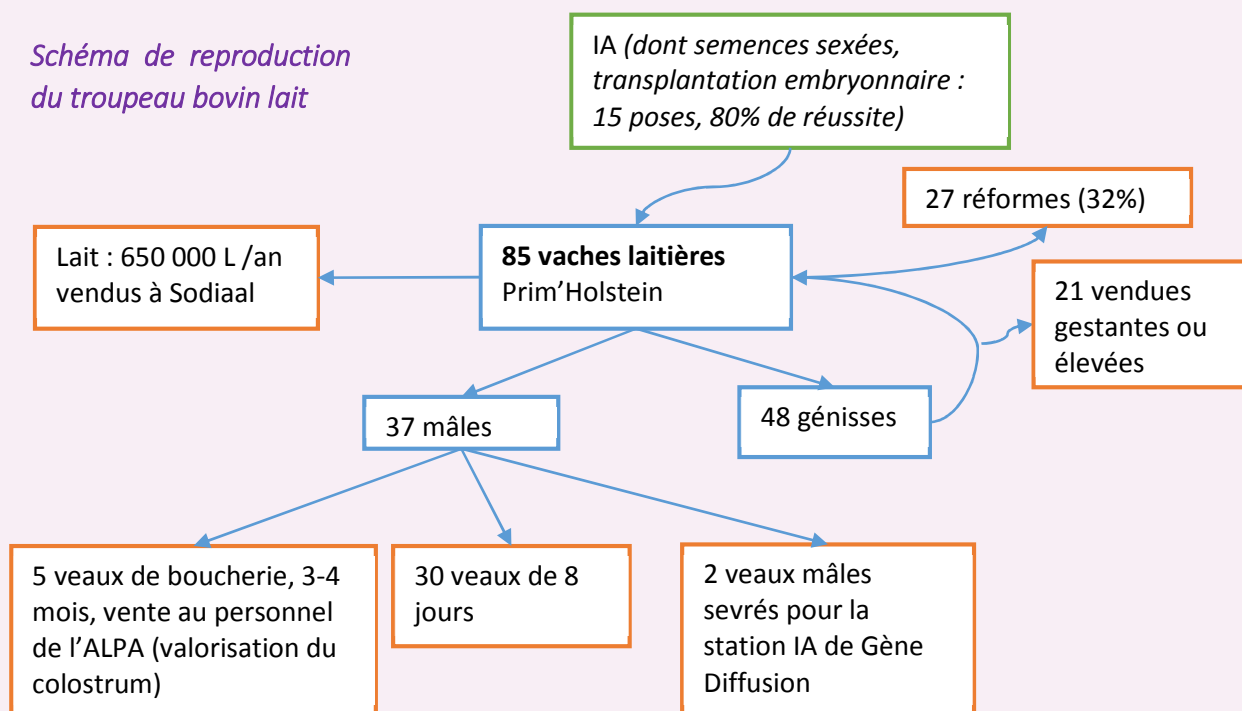 Schéma de reproduction
du troupeau bovin lait
IA (dont semences sexées,
transplantation embryonnaire :
15 poses, 80% de réussite)
27 réformes (32%)
Lait : 650 000 L /an
vendus à Sodiaal
85 vaches laitières
Prim’Holstein
21 vendues
gestantes ou
élevées
37 mâles
48 génisses
5 veaux de boucherie, 3-4
mois, vente au personnel
de l’ALPA (valorisation du
colostrum)
30 veaux de 8
jours
2 veaux mâles
sevrés pour la
station IA de Gène
Diffusion